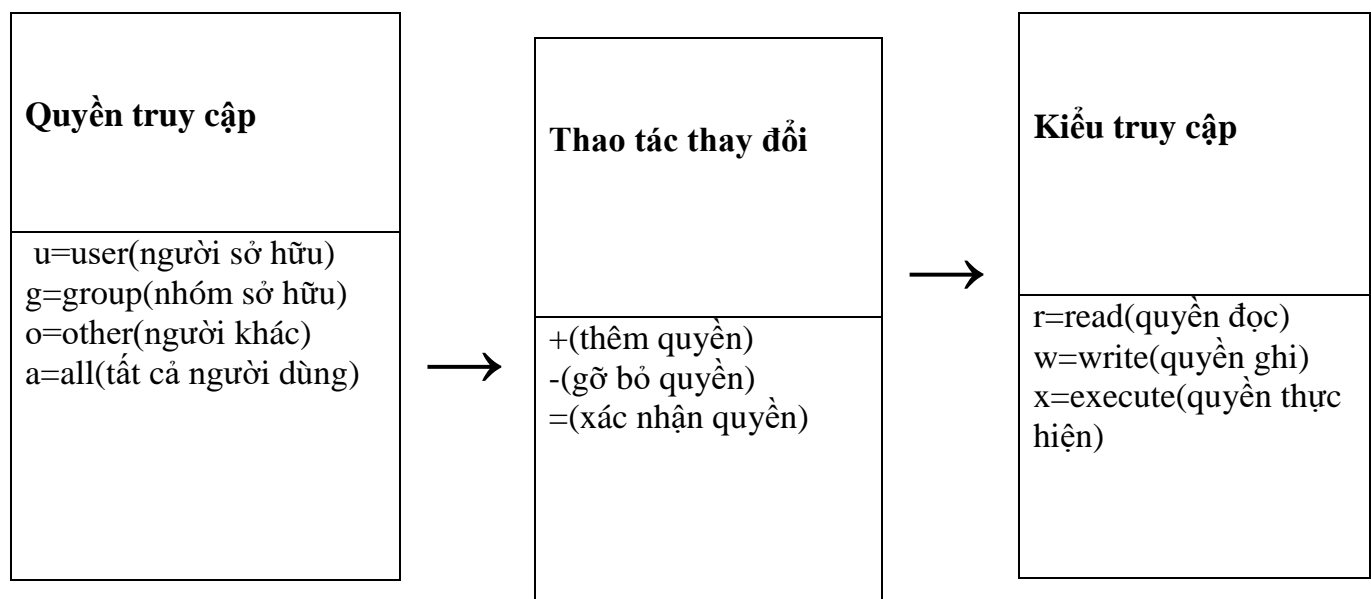 Quyền truy cập
u=user(người sở hữu)
g=group(nhóm sở hữu)
o=other(người khác)
a=all(tất cả người dùng)
Thao tác thay đổi
+(thêm quyền)
-(gỡ bỏ quyền)
=(xác nhận quyền)
Kiểu truy cập
r=read(quyền đọc)
w=write(quyền ghi)
x=execute(quyền thực
hiện)